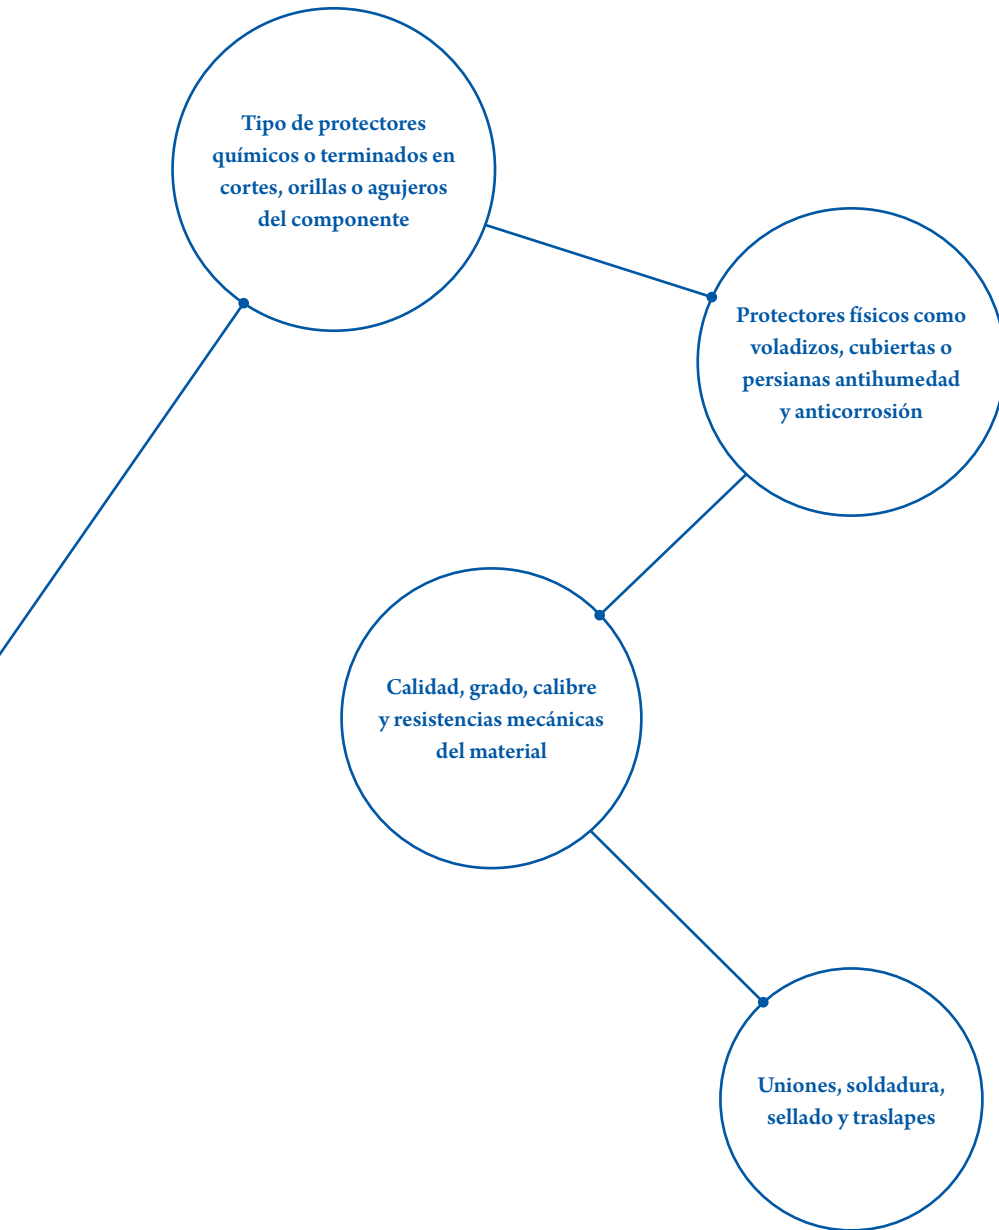 Tipo de protectores
químicos o terminados en
cortes, orillas o agujeros
del componente
Protectores físicos como
voladizos, cubiertas o
persianas antihumedad
y anticorrosión
Calidad, grado, calibre
y resistencias mecánicas
del material
Uniones, soldadura,
sellado y traslapes